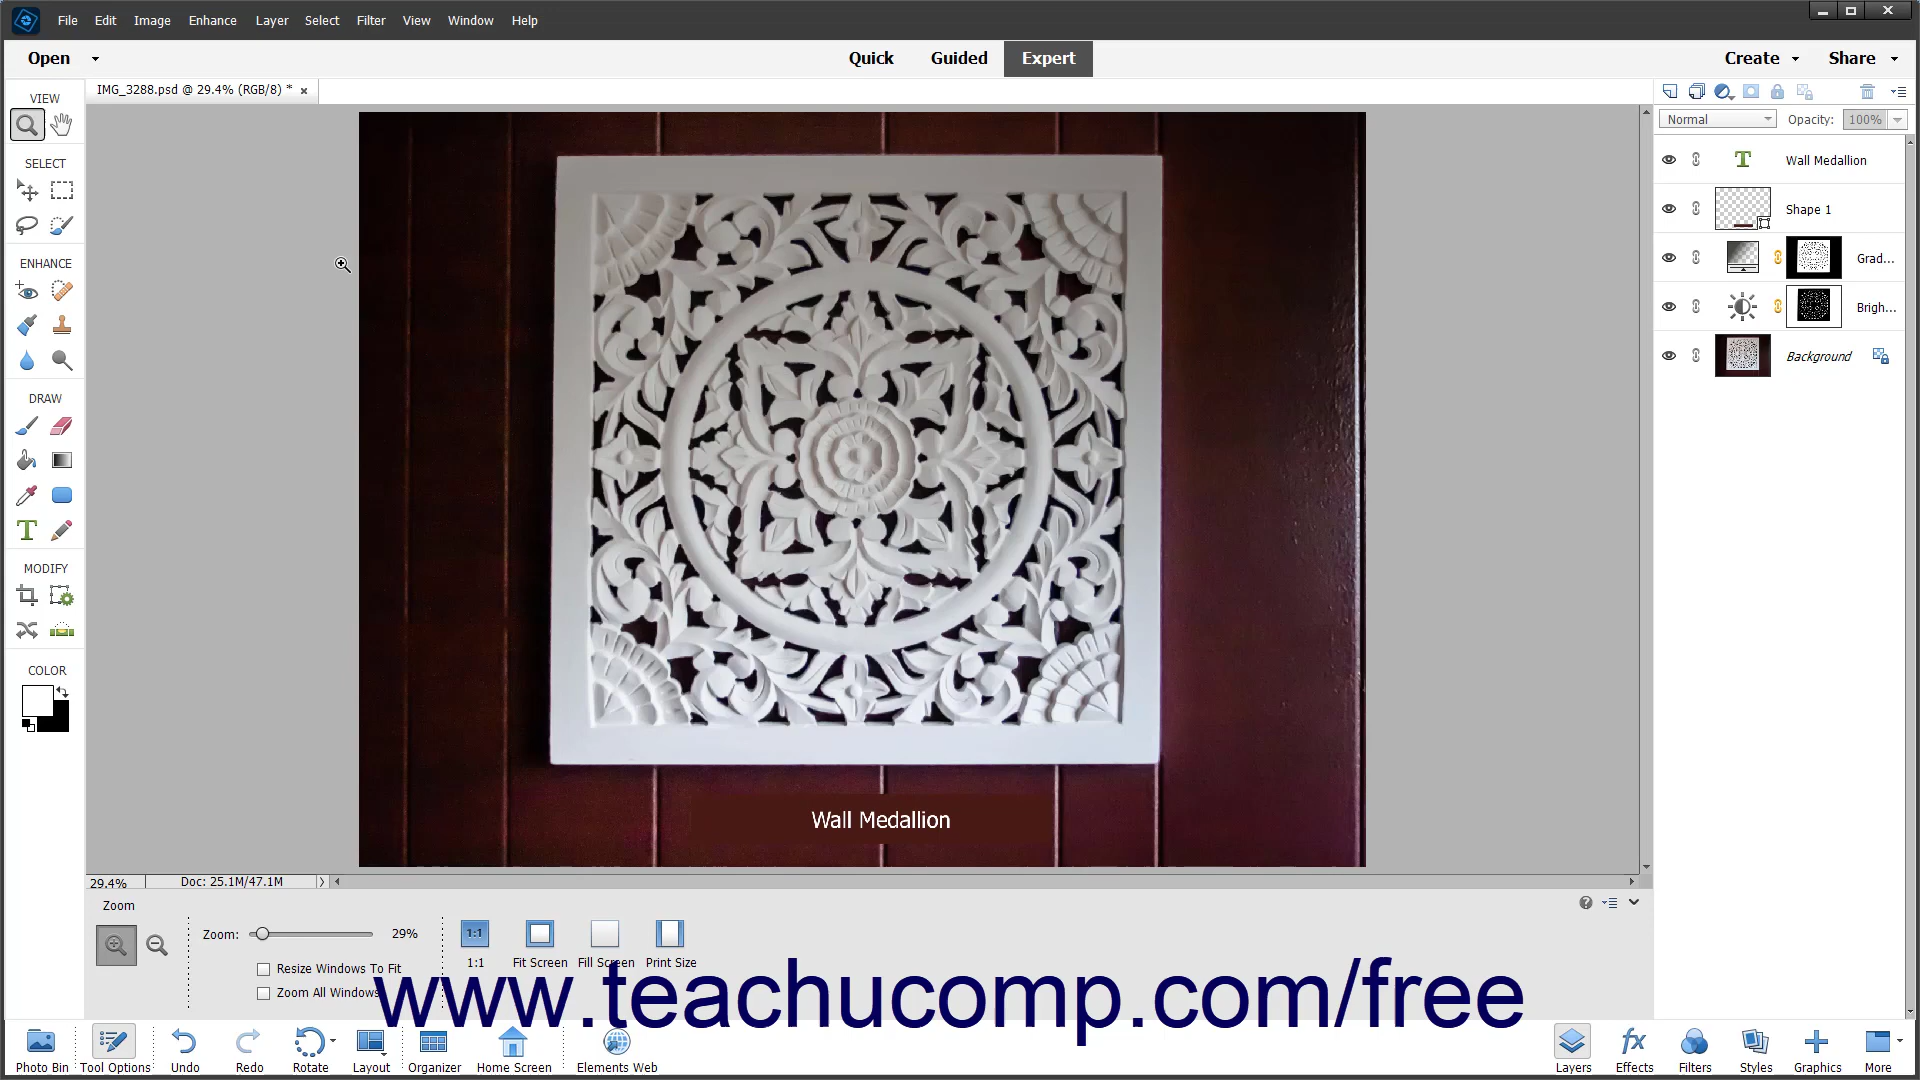 File Edit Image Enhance Layer Select Filter View Window Help
Open Quick Guided Expert Create Share
IMG_3288.psd @ 29.4% (RGB/8) * ×
VIEW
SELECT
ENHANCE
DRAW
MODIFY
COLOR
Normal Opacity: 100%
T Wall Medallion
Shape 1
Grad...
Brigh...
Background
T
Wall Medallion
29.4% Doc: 25.1M/47.1M
Zoom
Zoom: 29%
1:1
1:1 Fit Screen Fill Screen Print Size
Resize Windows To Fit
Zoom All Windows
www.teachucomp.com/free
Photo Bin Tool Options Undo Redo Rotate Layout Organizer Home Screen Elements Web
fx
Layers Effects Filters Styles Graphics More